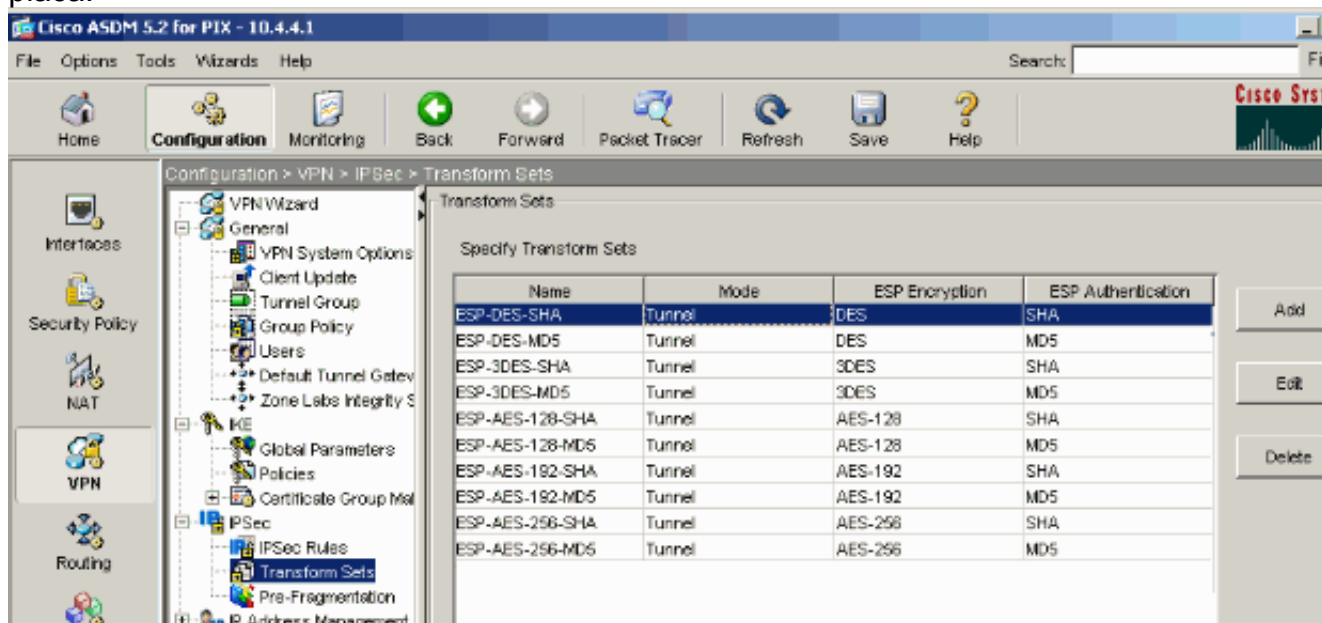 Cisco ASDM 5.2 for PIX - 10.4.4.1
File Options Tools Wizards Help Search:
Home Configuration Monitoring Back Forward Packet Tracer Refresh Save Help
Configuration > VPN > IPSec > Transform Sets
Interfaces
Security Policy
NAT
VPN
Routing
VPN Wizard
General
VPN System Options
Client Update
Tunnel Group
Group Policy
Users
Default Tunnel Gatew
Zone Labs Integrity S
IKE
Global Parameters
Policies
Certificate Group Mat
IPSec
IPSec Rules
Transform Sets
Pre-Fragmentation
IP Address Management
Transform Sets
Specify Transform Sets
Name Mode ESP Encryption ESP Authentication
ESP-DES-SHA Tunnel DES SHA
ESP-DES-MD5 Tunnel DES MD5
ESP-3DES-SHA Tunnel 3DES SHA
ESP-3DES-MD5 Tunnel 3DES MD5
ESP-AES-128-SHA Tunnel AES-128 SHA
ESP-AES-128-MD5 Tunnel AES-128 MD5
ESP-AES-192-SHA Tunnel AES-192 SHA
ESP-AES-192-MD5 Tunnel AES-192 MD5
ESP-AES-256-SHA Tunnel AES-256 SHA
ESP-AES-256-MD5 Tunnel AES-256 MD5
Add
Edit
Delete